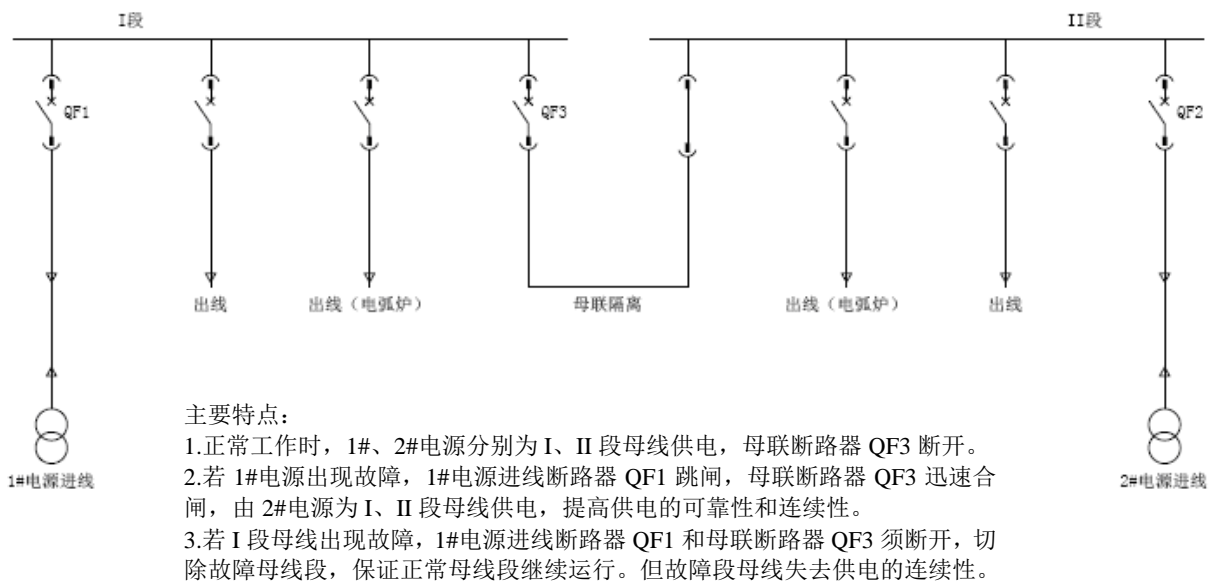 I段
II段
QF1
QF3
QF2
出线
出线（电弧炉）
母联隔离
出线（电弧炉）
出线
1#电源进线
2#电源进线
主要特点：
1.正常工作时，1#、2#电源分别为 I、II 段母线供电，母联断路器 QF3 断开。
2.若 1#电源出现故障，1#电源进线断路器 QF1 跳闸，母联断路器 QF3 迅速合
闸，由 2#电源为 I、II 段母线供电，提高供电的可靠性和连续性。
3.若 I 段母线出现故障，1#电源进线断路器 QF1 和母联断路器 QF3 须断开，切
除故障母线段，保证正常母线段继续运行。但故障段母线失去供电的连续性。